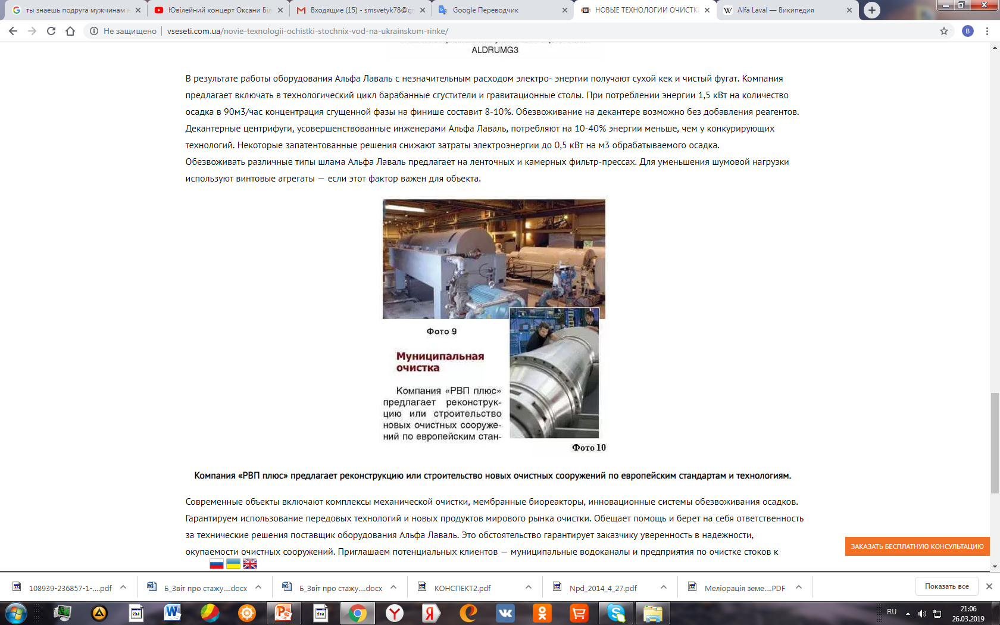 ты знаешь подруга мужчинам н
Ювілейний концерт Оксани Біл
Входящие (15) - smsvetyk78@gm
Google Переводчик
НОВЫЕ ТЕХНОЛОГИИ ОЧИСТК
Alfa Laval — Википедия
Не защищено
vseseti.com.ua/novie-texnologii-ochistki-stochnix-vod-na-ukrainskom-rinke/
B
ALDRUMG3
В результате работы оборудования Альфа Лаваль с незначительным расходом электро- энергии получают сухой кек и чистый фугат. Компания
предлагает включать в технологический цикл барабанные сгустители и гравитационные столы. При потреблении энергии 1,5 кВт на количество
осадка в 90м3/час концентрация сгущенной фазы на финише составит 8-10%. Обезвоживание на декантере возможно без добавления реагентов.
Декантерные центрифуги, усовершенствованные инженерами Альфа Лаваль, потребляют на 10-40% энергии меньше, чем у конкурирующих
технологий. Некоторые запатентованные решения снижают затраты электроэнергии до 0,5 кВт на м3 обрабатываемого осадка.
Обезвоживать различные типы шлама Альфа Лаваль предлагает на ленточных и камерных фильтр-прессах. Для уменьшения шумовой нагрузки
используют винтовые агрегаты — если этот фактор важен для объекта.
Фото 9
Муниципальная
очистка
Компания «РВП плюс»
предлагает реконструк-
цию или строительство
новых очистных сооруже-
ний по европейским стан-
Фото 10
Компания «РВП плюс» предлагает реконструкцию или строительство новых очистных сооружений по европейским стандартам и технологиям.
Современные объекты включают комплексы механической очистки, мембранные биореакторы, инновационные системы обезвоживания осадков.
Гарантируем использование передовых технологий и новых продуктов мирового рынка очистки. Обещает помощь и берет на себя ответственность
за технические решения поставщик оборудования Альфа Лаваль. Это обстоятельство гарантирует заказчику уверенность в надежности,
окупаемости очистных сооружений. Приглашаем потенциальных клиентов — муниципальные водоканалы и предприятия по очистке стоков к
ЗАКАЗАТЬ БЕСПЛАТНУЮ КОНСУЛЬТАЦИЮ
108939-236857-1-....pdf
Б_Звіт про стажу....docx
Б_Звіт про стажу....docx
КОНСПЕКТ2.pdf
Npd_2014_4_27.pdf
Меліорація земе....PDF
Показать все
RU
21:06
26.03.2019